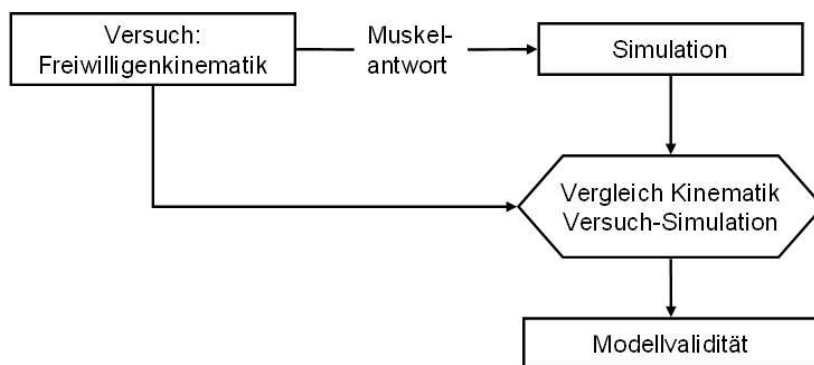 Versuch:
Freiwilligenkinematik
Muskel-
antwort
Simulation
Vergleich Kinematik
Versuch-Simulation
Modellvalidität